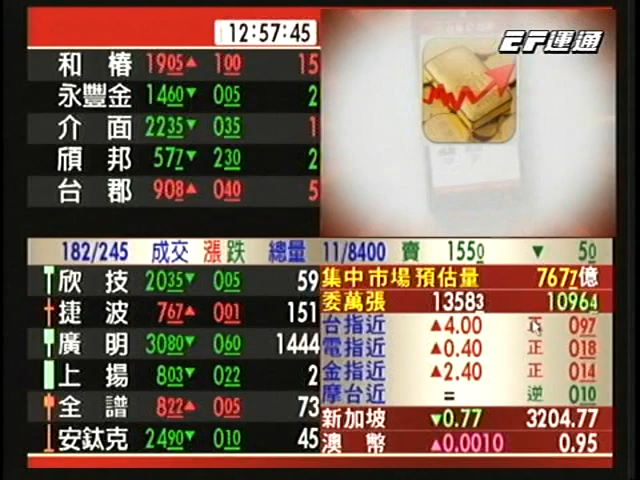 12:57:45
EF運通
和椿 1905▲ 100 15
永豐金 1460▼ 005 2
介面 2235▼ 035 1
頎邦 577▼ 230 2
台郡 908▲ 040 5
182/245 成交 漲跌 總量
11/8400 賣 1550 ▼ 50
欣技 2035▼ 005 59
捷波 767▲ 001 151
廣明 3080▼ 060 1444
上揚 803▼ 022 2
全譜 822▲ 005 73
安鈦克 2490▼ 010 45
集中市場預估量 7677億
委萬張 13583 10964
台指近 ▲4.00 正 097
電指近 ▲0.40 正 018
金指近 ▲2.40 正 014
摩台近 = 逆 010
新加坡 ▼0.77 3204.77
澳幣 ▲0.0010 0.95